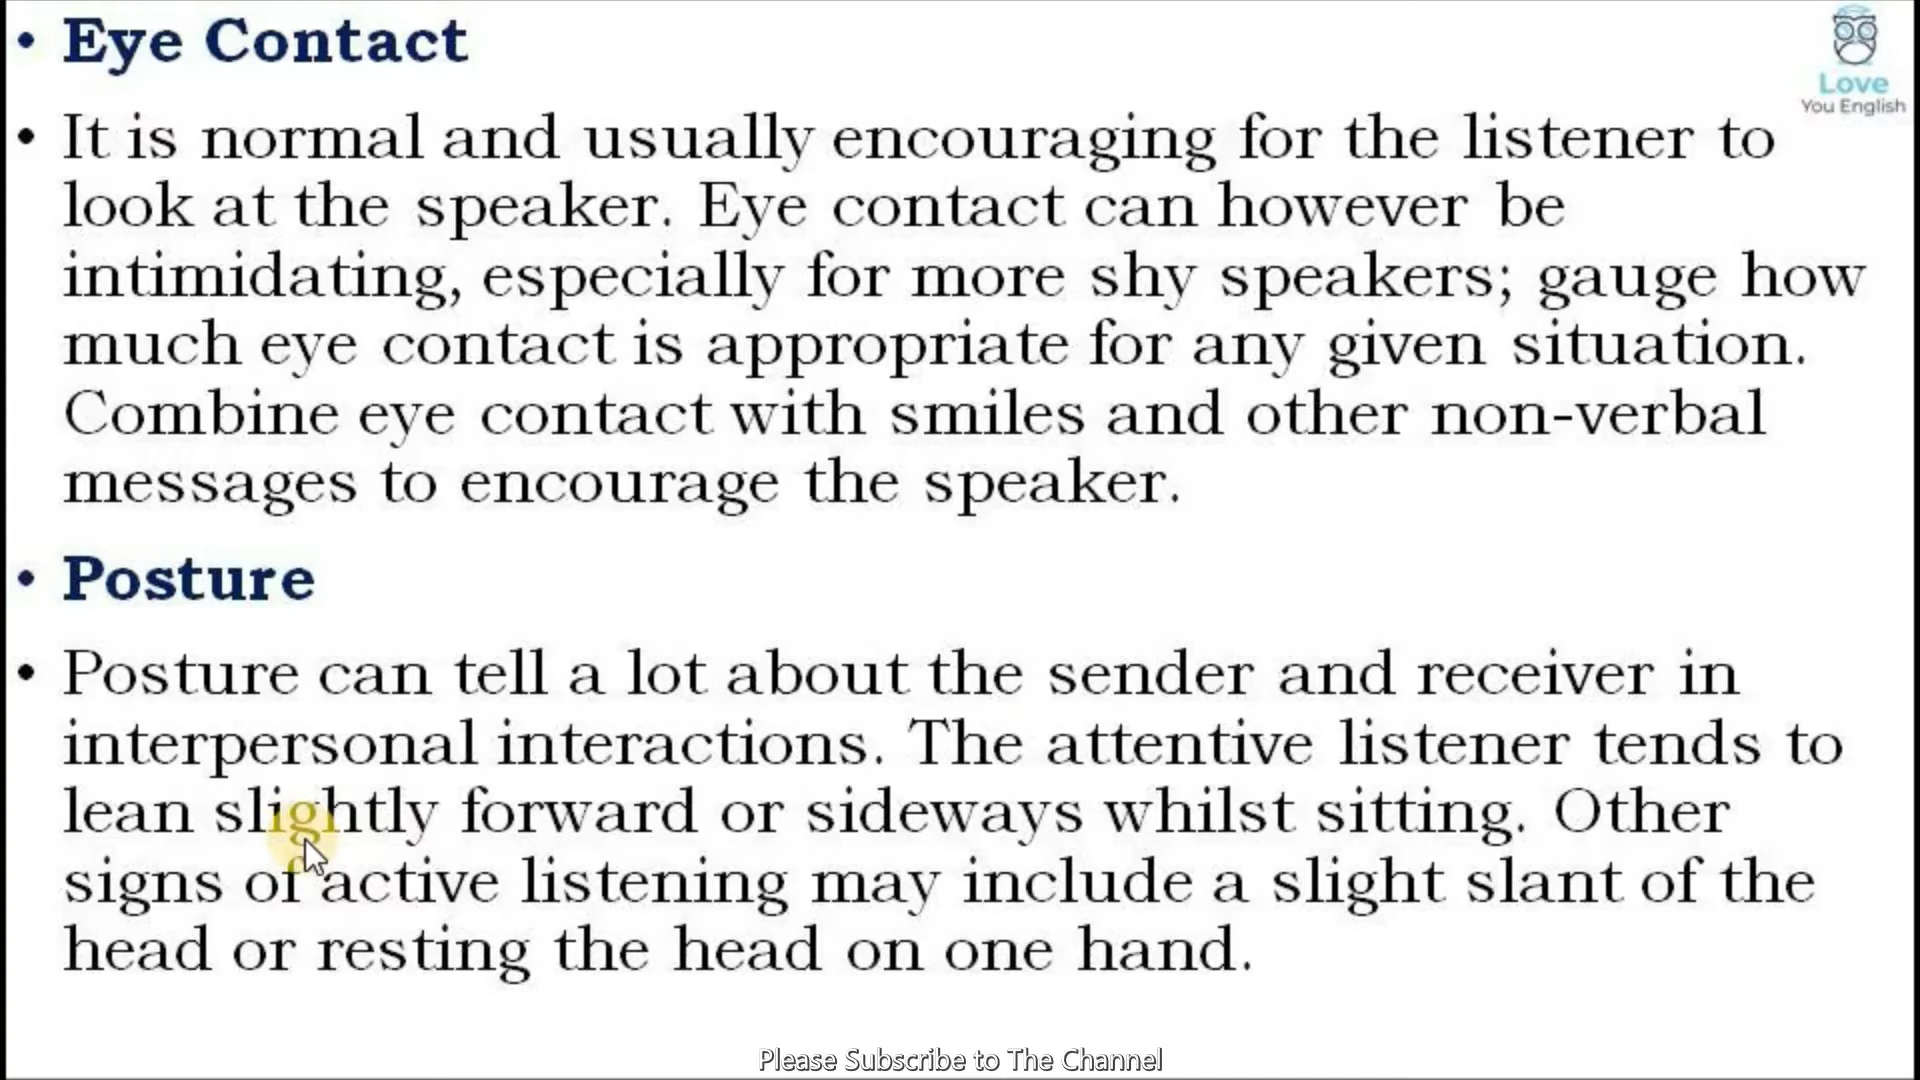 • Eye Contact
Love
You English
• It is normal and usually encouraging for the listener to
look at the speaker. Eye contact can however be
intimidating, especially for more shy speakers; gauge how
much eye contact is appropriate for any given situation.
Combine eye contact with smiles and other non-verbal
messages to encourage the speaker.
• Posture
• Posture can tell a lot about the sender and receiver in
interpersonal interactions. The attentive listener tends to
lean slightly forward or sideways whilst sitting. Other
signs of active listening may include a slight slant of the
head or resting the head on one hand.
Please Subscribe to The Channel